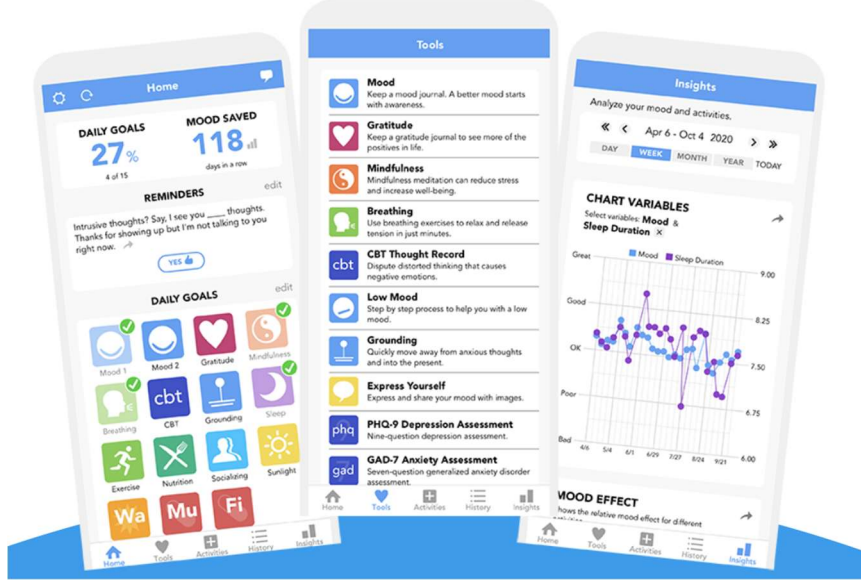 Home
DAILY GOALS
27%
4 of 15
MOOD SAVED
118
days in a row
REMINDERS
edit
Intrusive thoughts? Say, I see you ____ thoughts.
Thanks for showing up but I'm not talking to you
right now.
YES
DAILY GOALS
edit
Mood 1
Mood 2
Gratitude
Mindfulness
cbt
Breathing
CBT
Grounding
Sleep
Exercise
Nutrition
Socializing
Sunlight
Wa
Mu
Fi
Home
Tools
Activities
History
Insights
Tools
Mood
Keep a mood journal. A better mood starts
with awareness.
Gratitude
Keep a gratitude journal to see more of the
positives in life.
Mindfulness
Mindfulness meditation can reduce stress
and increase well-being.
Breathing
Use breathing exercises to relax and release
tension in just minutes.
cbt
CBT Thought Record
Dispute distorted thinking that causes
negative emotions.
Low Mood
Step by step process to help you with a low
mood.
Grounding
Quickly move away from anxious thoughts
and into the present.
Express Yourself
Express and share your mood with images.
phq
PHQ-9 Depression Assessment
Nine-question depression assessment.
gad
GAD-7 Anxiety Assessment
Seven-question generalized anxiety disorder
assessment.
Home
Tools
Activities
History
Insights
Insights
Analyze your mood and activities.
Apr 6 - Oct 4 2020
DAY
WEEK
MONTH
YEAR
TODAY
CHART VARIABLES
Select variables: Mood &
Sleep Duration ×
Mood
Sleep Duration
Great
9.00
Good
8.25
OK
7.50
Poor
6.75
Bad
6.00
4/6
5/4
6/1
6/29
7/27
8/24
9/21
MOOD EFFECT
hows the relative mood effect for different
Home
Tools
Activities
History
Insights